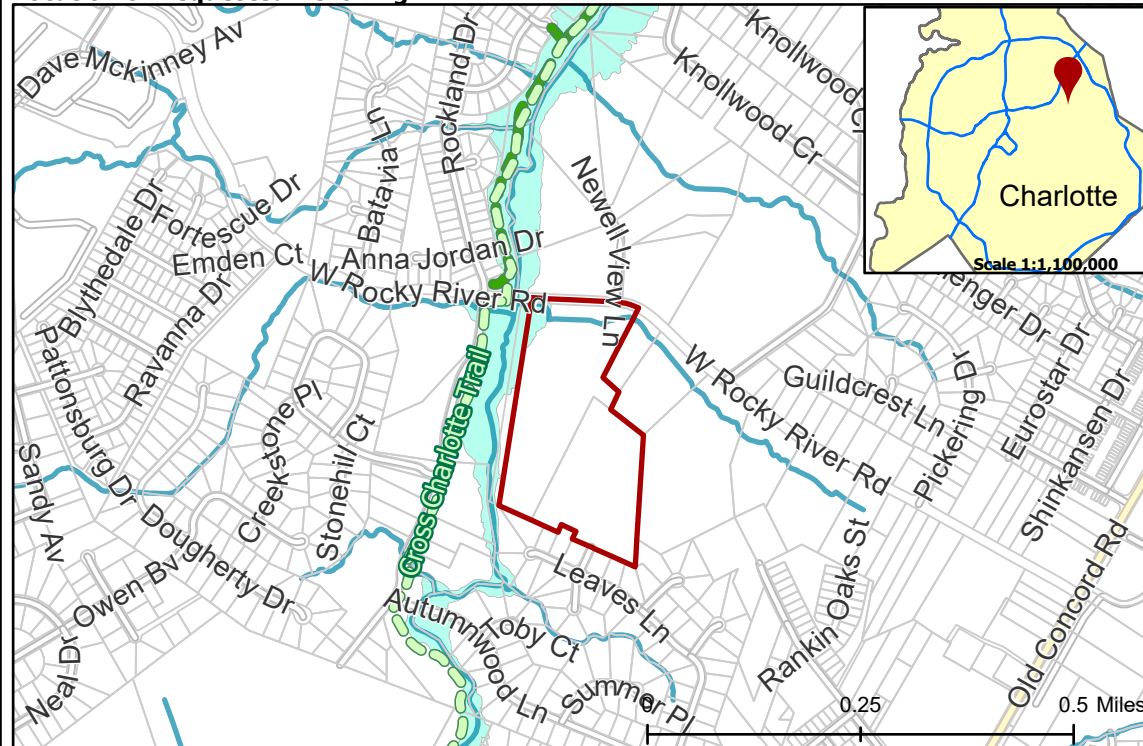 Dave Mckinney Av
Rockland Dr
Knollwood
Knollwood Cr
Batavia Ln
Newell View Ln
Charlotte
Scale 1:1,100,000
Blythedale Dr
Fortescue Dr
Emden Ct
Anna Jordan Dr
W Rocky River Rd
enger Dr
Ravanna Dr
Pattonsburg Dr
W Rocky River Rd
Guildcrest Ln
Pickering Dr
Eurostar Dr
Shinkansen Dr
Cross Charlotte Trail
Creekstone Pl
Stonehill Ct
Sandy Av
Dougherty Dr
Owen Bv
Neal Dr
Leaves Ln
Autumnwood Ln
Koby Ct
Summer Pl
Rankin Oaks St
Old Concord Rd
0 0.25 0.5 Miles